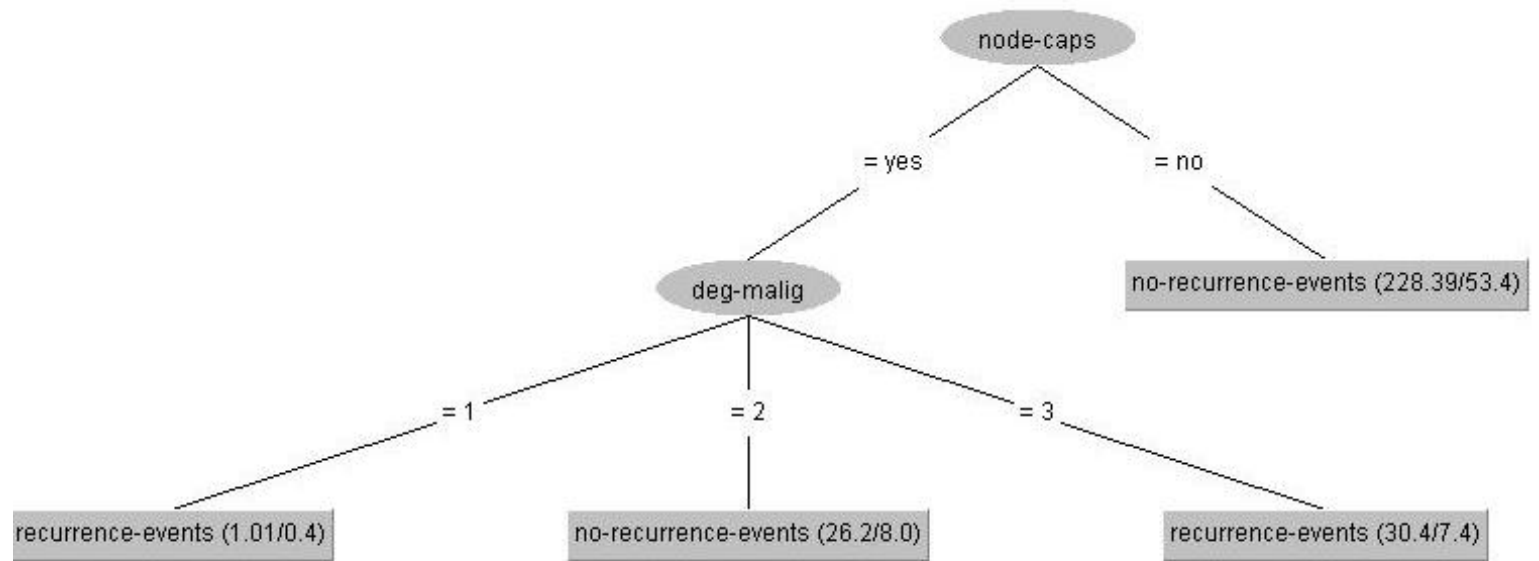 node-caps
= yes
= no
deg-malig
no-recurrence-events (228.39/53.4)
= 1
= 2
= 3
recurrence-events (1.01/0.4)
no-recurrence-events (26.2/8.0)
recurrence-events (30.4/7.4)